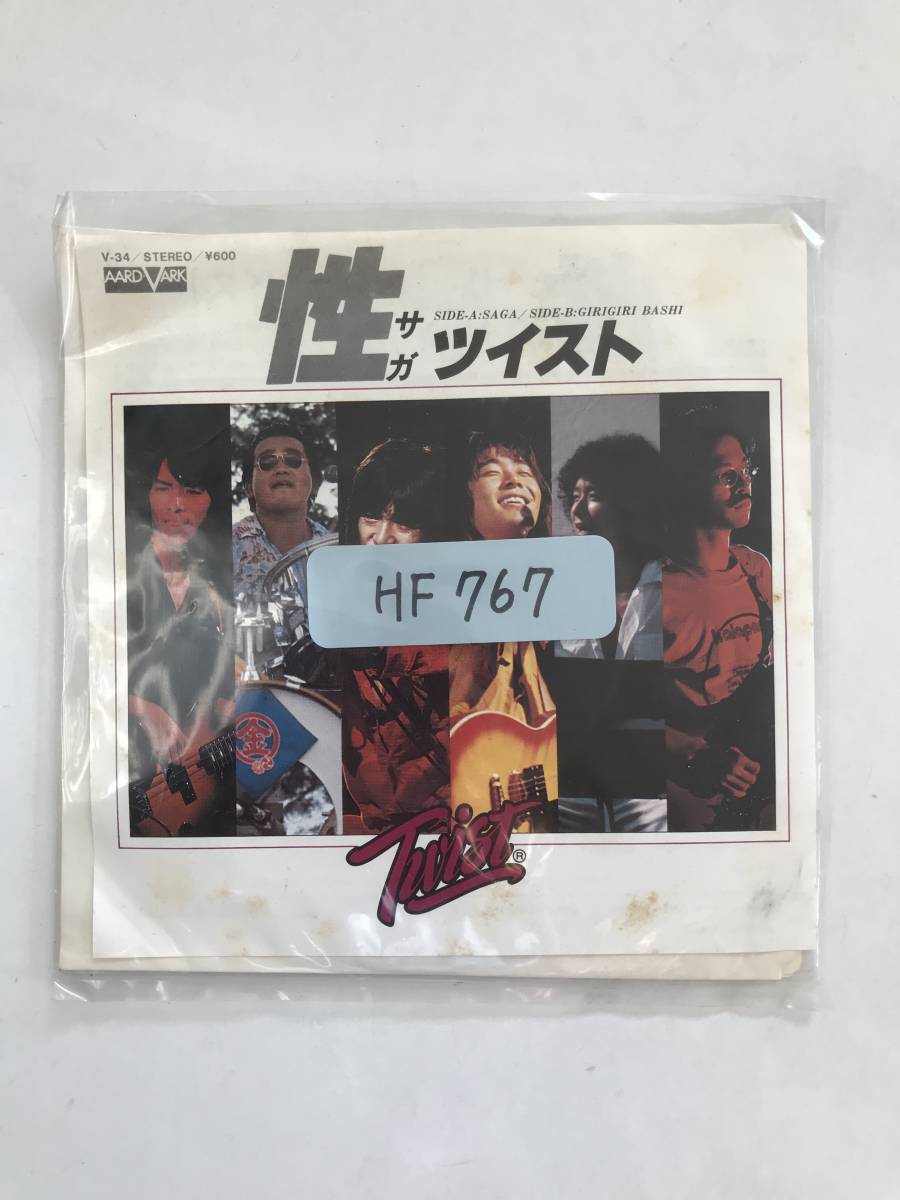 V-34/STEREO/¥600
AARD-VARK
性サガ
SIDE-A:SAGA/SIDE-B:GIRIGIRI BASHI
ツイスト
HF 767
金
Twist®